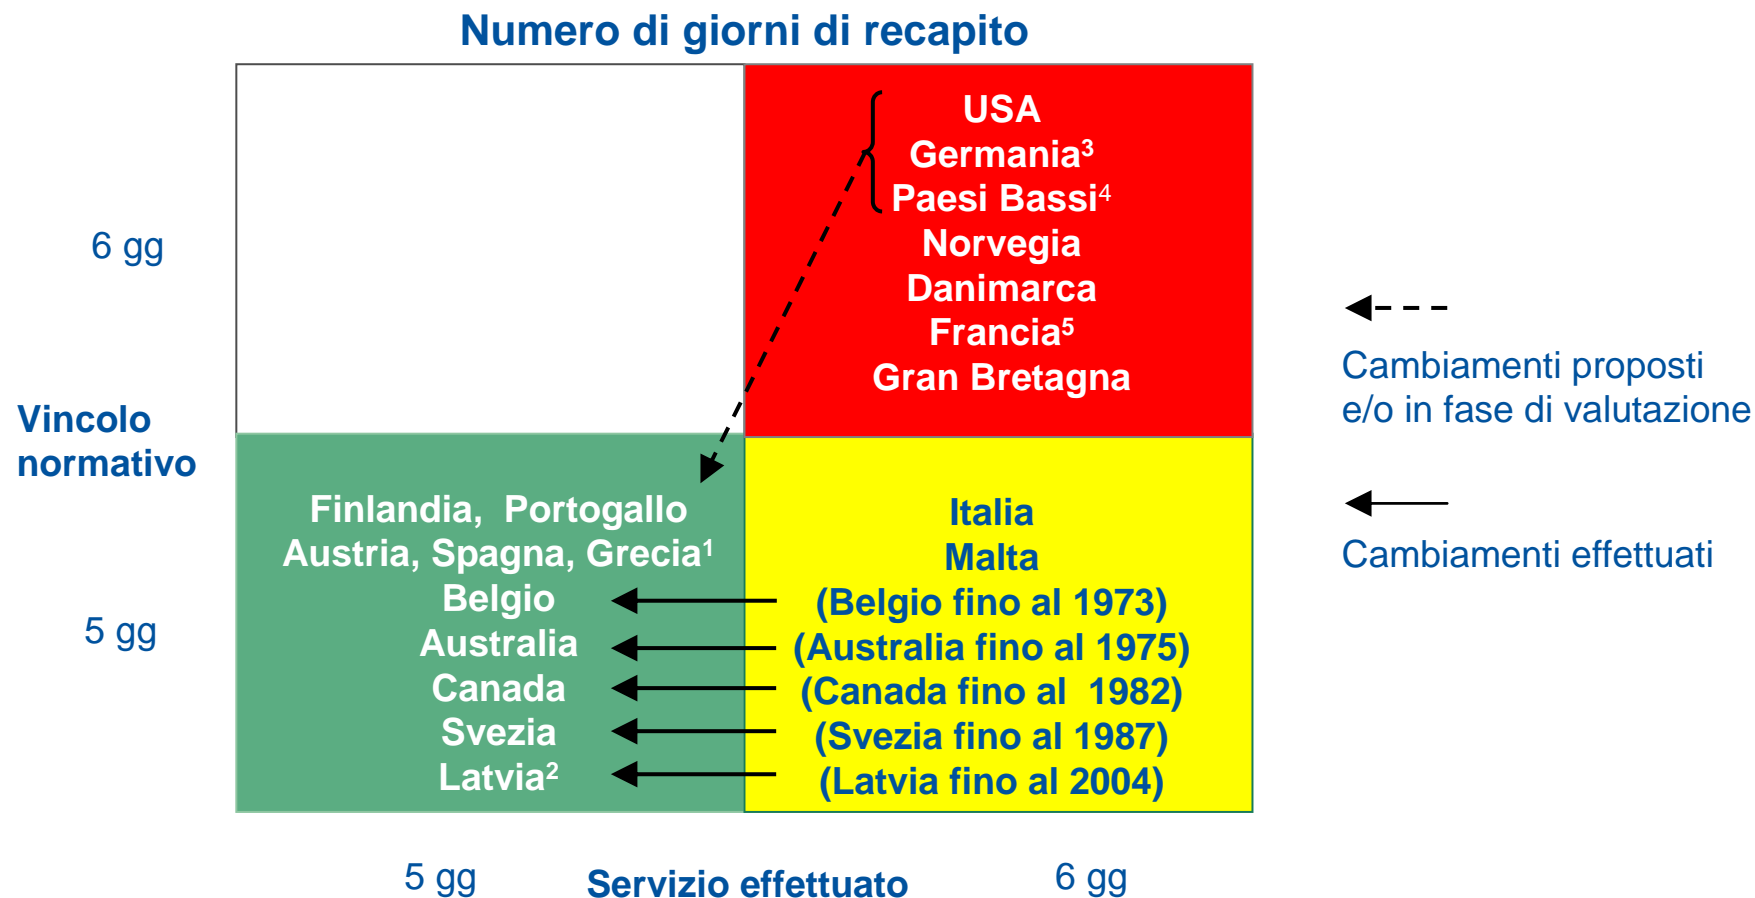 Numero di giorni di recapito
USA
Germania³
Paesi Bassi⁴
Norvegia
Danimarca
Francia⁵
Gran Bretagna
6 gg
Vincolo
normativo
Finlandia, Portogallo
Austria, Spagna, Grecia¹
Belgio
Australia
Canada
Svezia
Latvia²
Italia
Malta
(Belgio fino al 1973)
(Australia fino al 1975)
(Canada fino al 1982)
(Svezia fino al 1987)
(Latvia fino al 2004)
5 gg
5 gg
Servizio effettuato
6 gg
Cambiamenti proposti
e/o in fase di valutazione
Cambiamenti effettuati